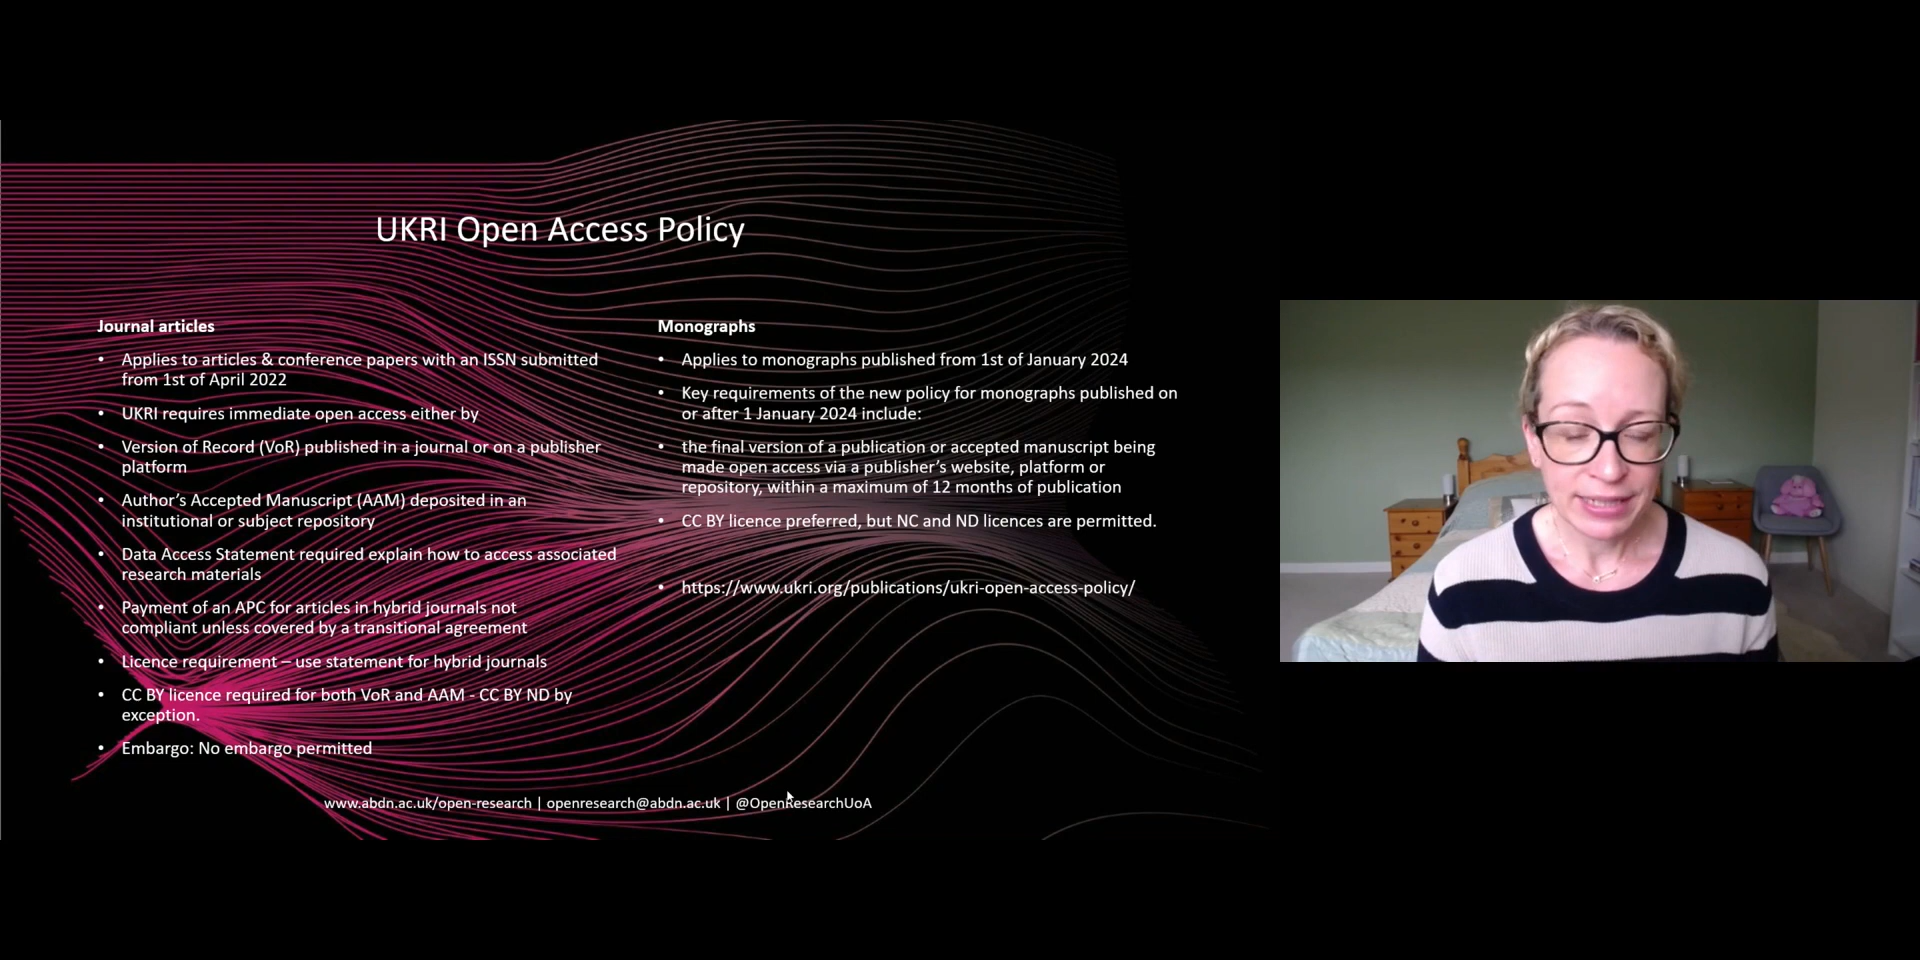 UKRI Open Access Policy
Journal articles
• Applies to articles & conference papers with an ISSN submitted
from 1st of April 2022
• UKRI requires immediate open access either by
• Version of Record (VoR) published in a journal or on a publisher
platform
• Author’s Accepted Manuscript (AAM) deposited in an
institutional or subject repository
• Data Access Statement required explain how to access associated
research materials
• Payment of an APC for articles in hybrid journals not
compliant unless covered by a transitional agreement
• Licence requirement – use statement for hybrid journals
• CC BY licence required for both VoR and AAM - CC BY ND by
exception.
• Embargo: No embargo permitted
Monographs
• Applies to monographs published from 1st of January 2024
• Key requirements of the new policy for monographs published on
or after 1 January 2024 include:
• the final version of a publication or accepted manuscript being
made open access via a publisher’s website, platform or
repository, within a maximum of 12 months of publication
• CC BY licence preferred, but NC and ND licences are permitted.
• https://www.ukri.org/publications/ukri-open-access-policy/
www.abdn.ac.uk/open-research | openresearch@abdn.ac.uk | @OpenResearchUoA